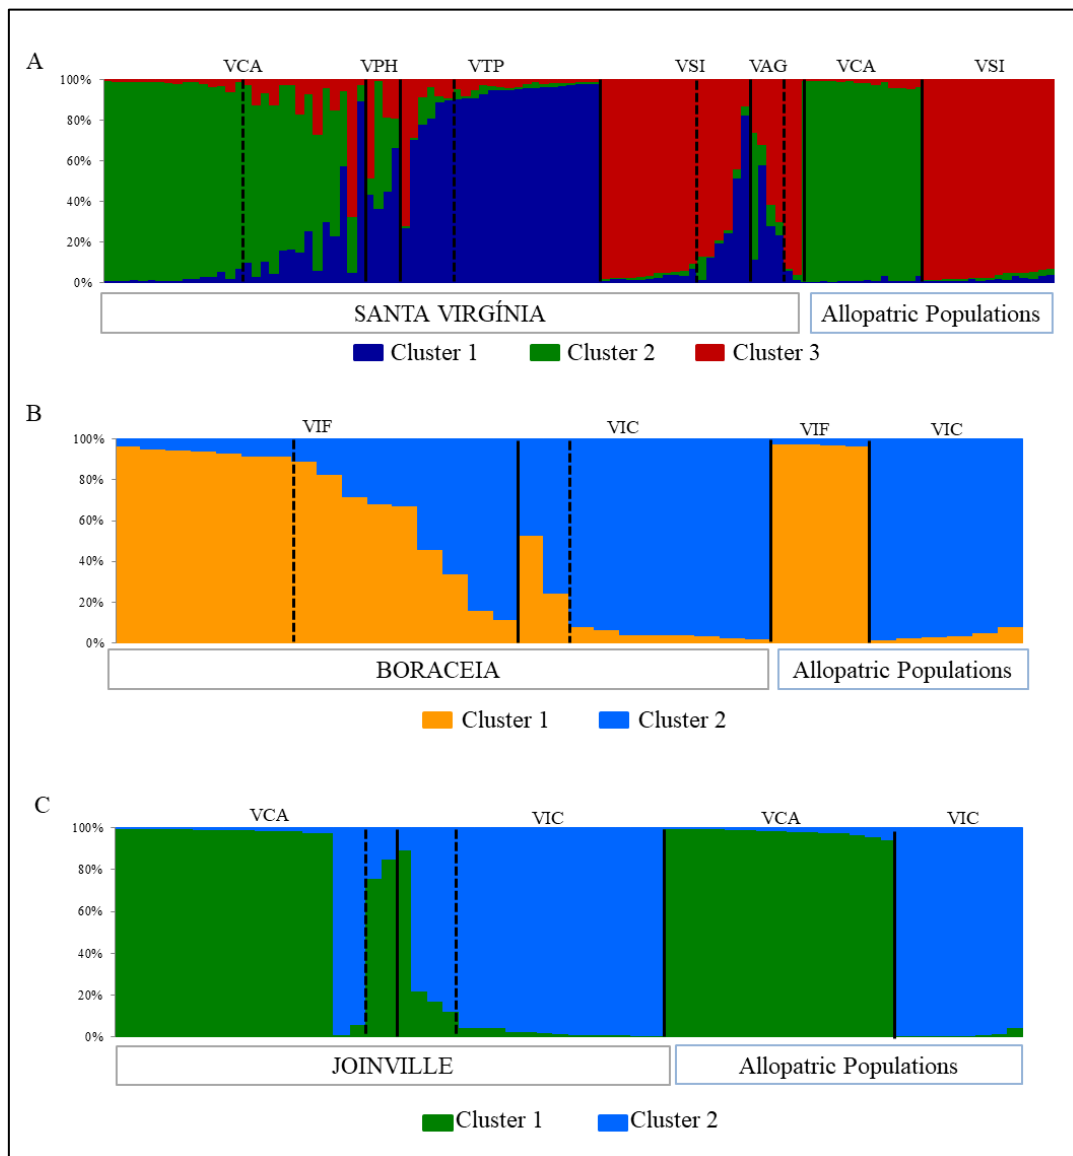 A
VCA VPH VTP VSI VAG VCA VSI
100%
80%
60%
40%
20%
0%
SANTA VIRGÍNIA Allopatric Populations
Cluster 1 Cluster 2 Cluster 3
B
VIF VIC VIF VIC
100%
80%
60%
40%
20%
0%
BORACEIA Allopatric Populations
Cluster 1 Cluster 2
C
VCA VIC VCA VIC
100%
80%
60%
40%
20%
0%
JOINVILLE Allopatric Populations
Cluster 1 Cluster 2